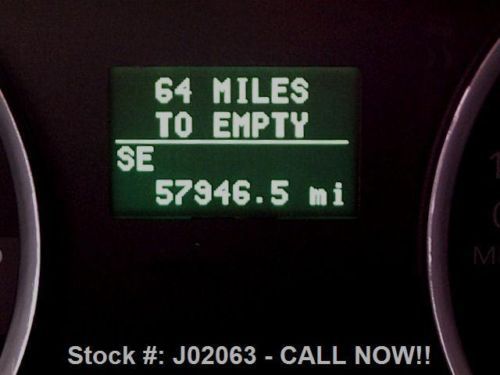 64 MILES
TO EMPTY
SE
57946.5 mi
Stock #: J02063 - CALL NOW!!